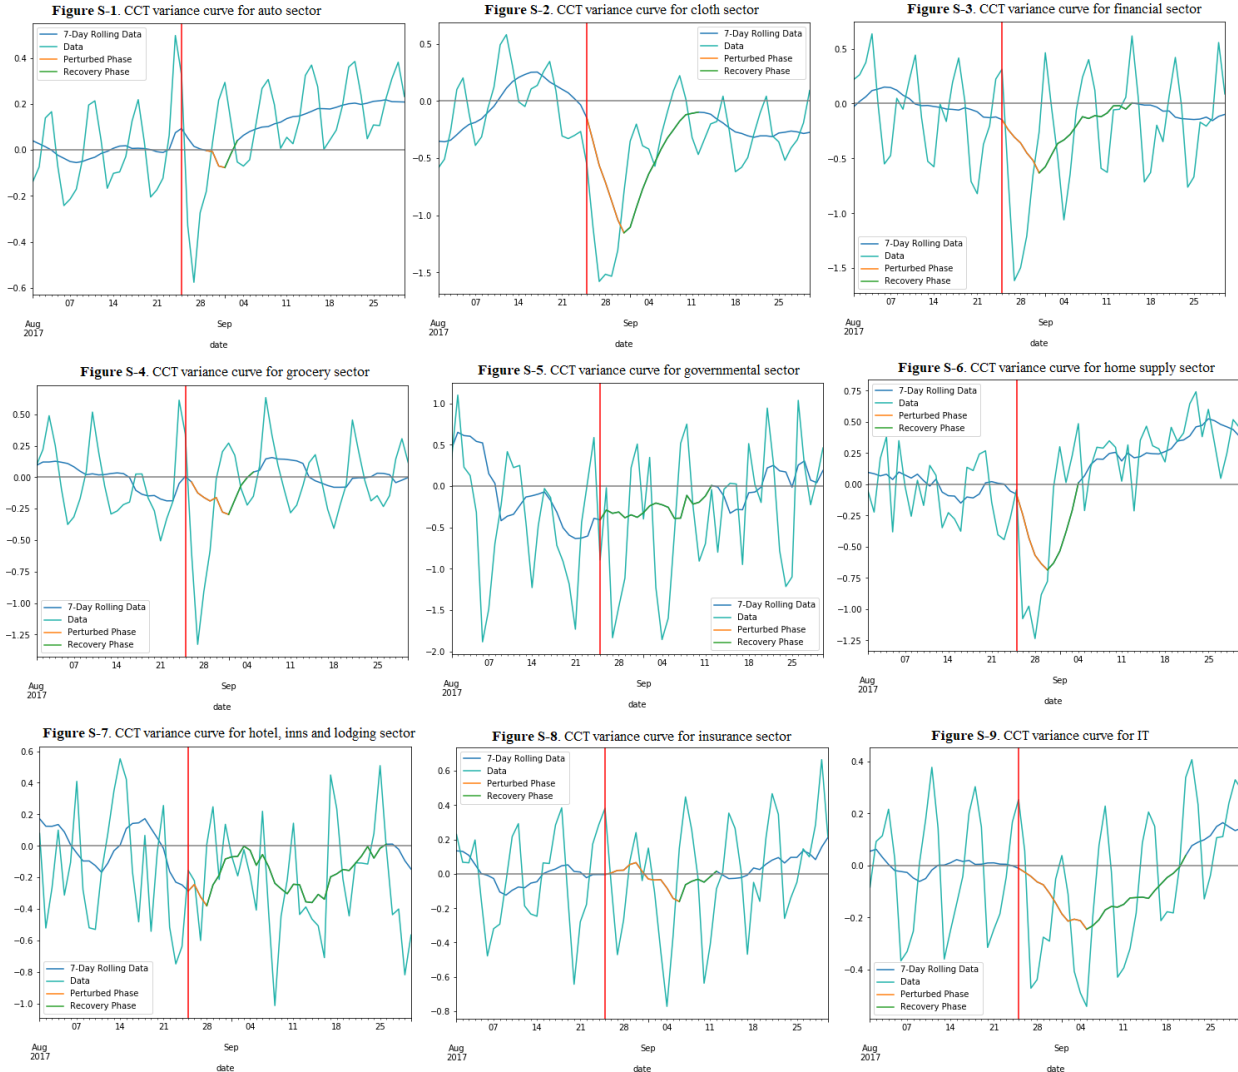 Figure S-1. CCT variance curve for auto sector
7-Day Rolling Data
Data
Perturbed Phase
Recovery Phase
0.4
0.2
0.0
−0.2
−0.4
−0.6
07 14 21 28 04 11 18 25
Aug
2017
Sep
date
Figure S-2. CCT variance curve for cloth sector
7-Day Rolling Data
Data
Perturbed Phase
Recovery Phase
0.5
0.0
−0.5
−1.0
−1.5
07 14 21 28 04 11 18 25
Aug
2017
Sep
date
Figure S-3. CCT variance curve for financial sector
0.5
0.0
−0.5
−1.0
−1.5
7-Day Rolling Data
Data
Perturbed Phase
Recovery Phase
07 14 21 28 04 11 18 25
Aug
2017
Sep
date
Figure S-4. CCT variance curve for grocery sector
0.50
0.25
0.00
−0.25
−0.50
−0.75
−1.00
−1.25
7-Day Rolling Data
Data
Perturbed Phase
Recovery Phase
07 14 21 28 04 11 18 25
Aug
2017
Sep
date
Figure S-5. CCT variance curve for governmental sector
1.0
0.5
0.0
−0.5
−1.0
−1.5
−2.0
7-Day Rolling Data
Data
Perturbed Phase
Recovery Phase
07 14 21 28 04 11 18 25
Aug
2017
Sep
date
Figure S-6. CCT variance curve for home supply sector
7-Day Rolling Data
Data
Perturbed Phase
Recovery Phase
0.75
0.50
0.25
0.00
−0.25
−0.50
−0.75
−1.00
−1.25
07 14 21 28 04 11 18 25
Aug
2017
Sep
date
Figure S-7. CCT variance curve for hotel, inns and lodging sector
0.6
0.4
0.2
0.0
−0.2
−0.4
−0.6
−0.8
−1.0
7-Day Rolling Data
Data
Perturbed Phase
Recovery Phase
07 14 21 28 04 11 18 25
Aug
2017
Sep
date
Figure S-8. CCT variance curve for insurance sector
7-Day Rolling Data
Data
Perturbed Phase
Recovery Phase
0.6
0.4
0.2
0.0
−0.2
−0.4
−0.6
−0.8
07 14 21 28 04 11 18 25
Aug
2017
Sep
date
Figure S-9. CCT variance curve for IT
0.4
0.2
0.0
−0.2
−0.4
7-Day Rolling Data
Data
Perturbed Phase
Recovery Phase
07 14 21 28 04 11 18 25
Aug
2017
Sep
date